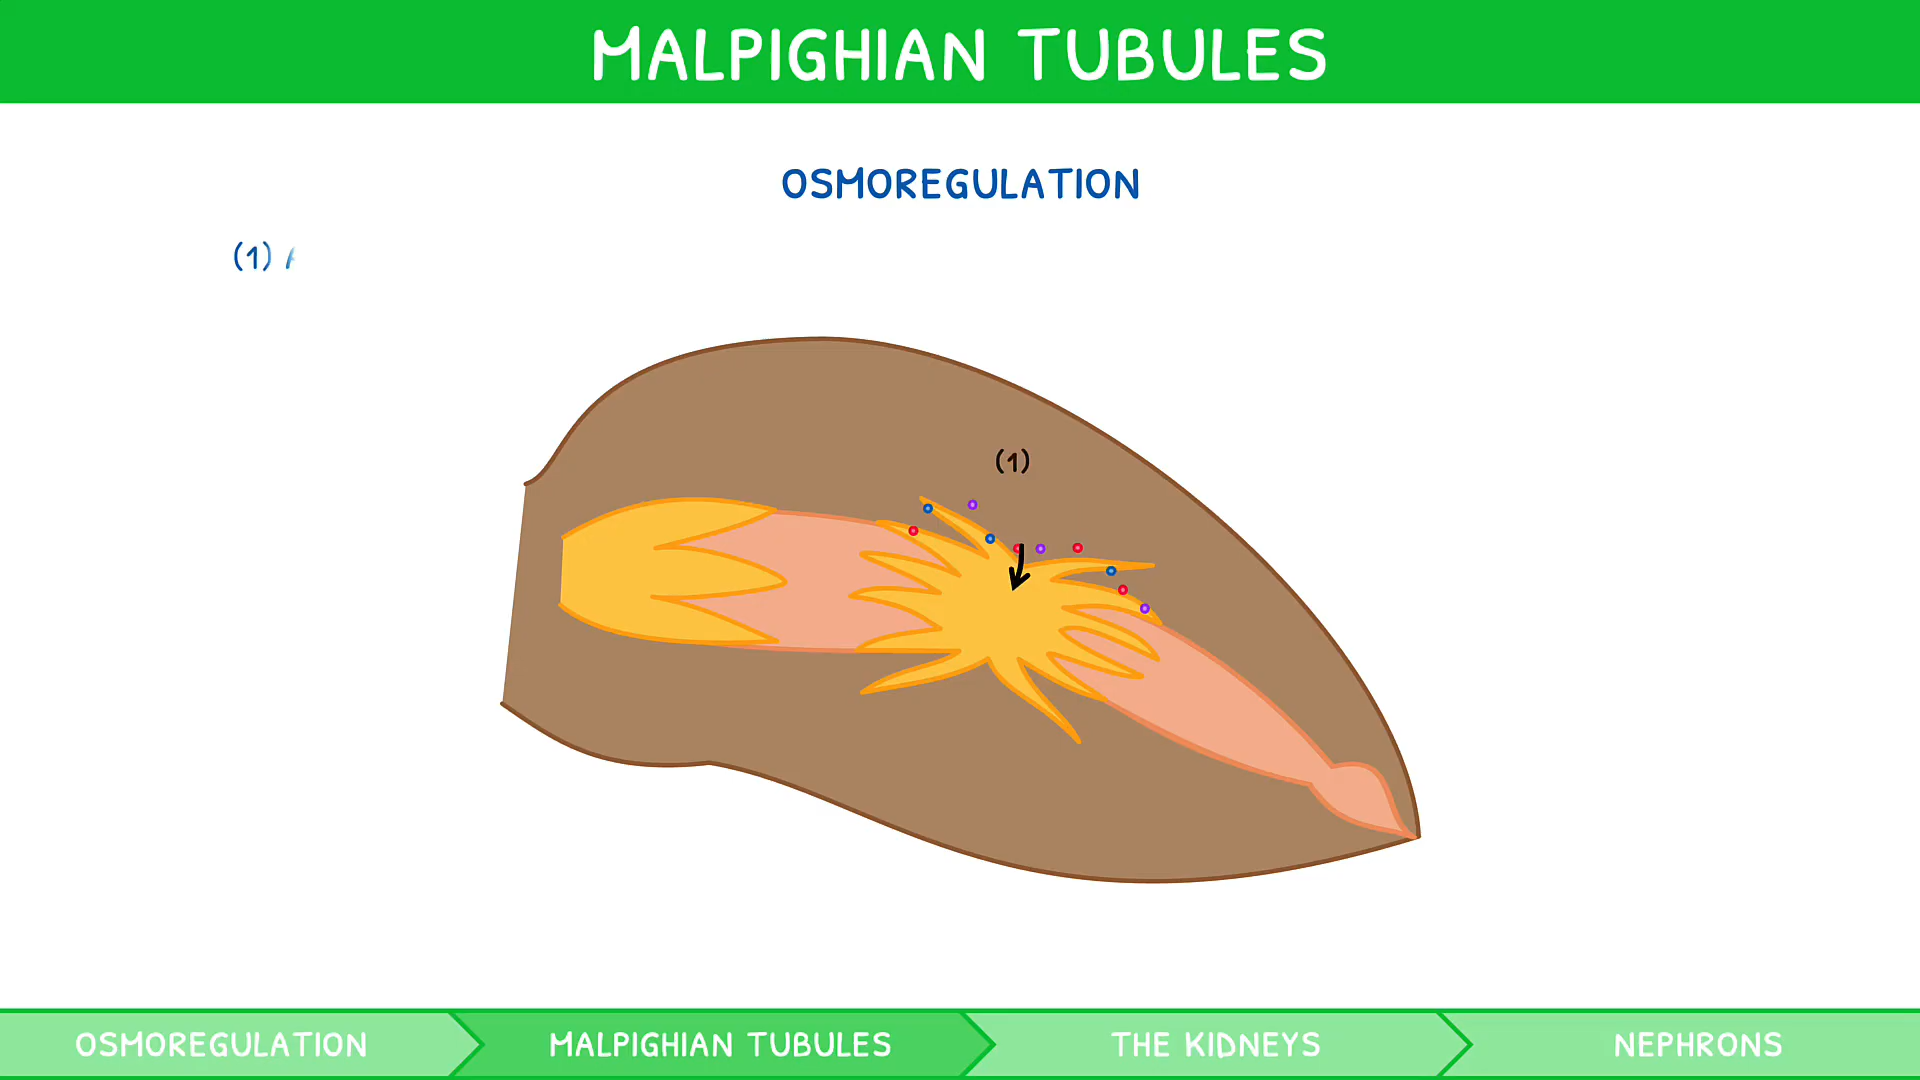 MALPIGHIAN TUBULES
OSMOREGULATION
(1)
(1)
OSMOREGULATION
MALPIGHIAN TUBULES
THE KIDNEYS
NEPHRONS